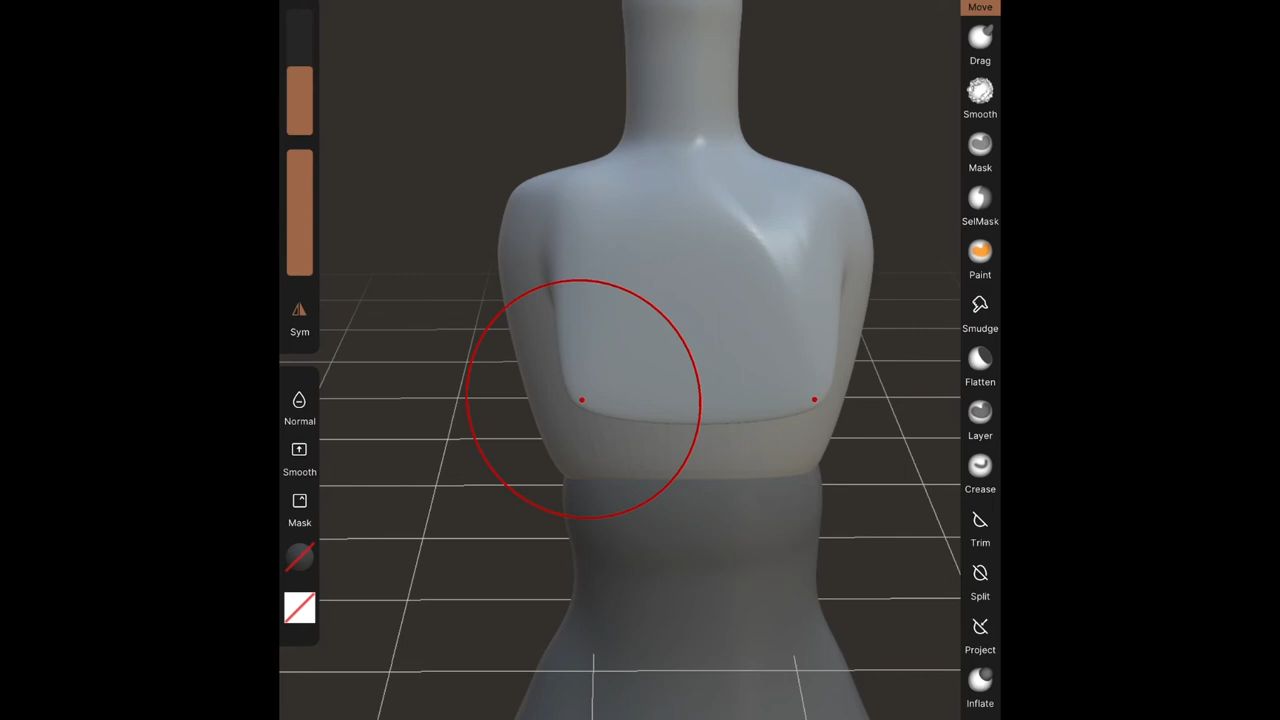 Sym
Normal
Smooth
Mask
Move
Drag
Smooth
Mask
SelMask
Paint
Smudge
Flatten
Layer
Crease
Trim
Split
Project
Inflate